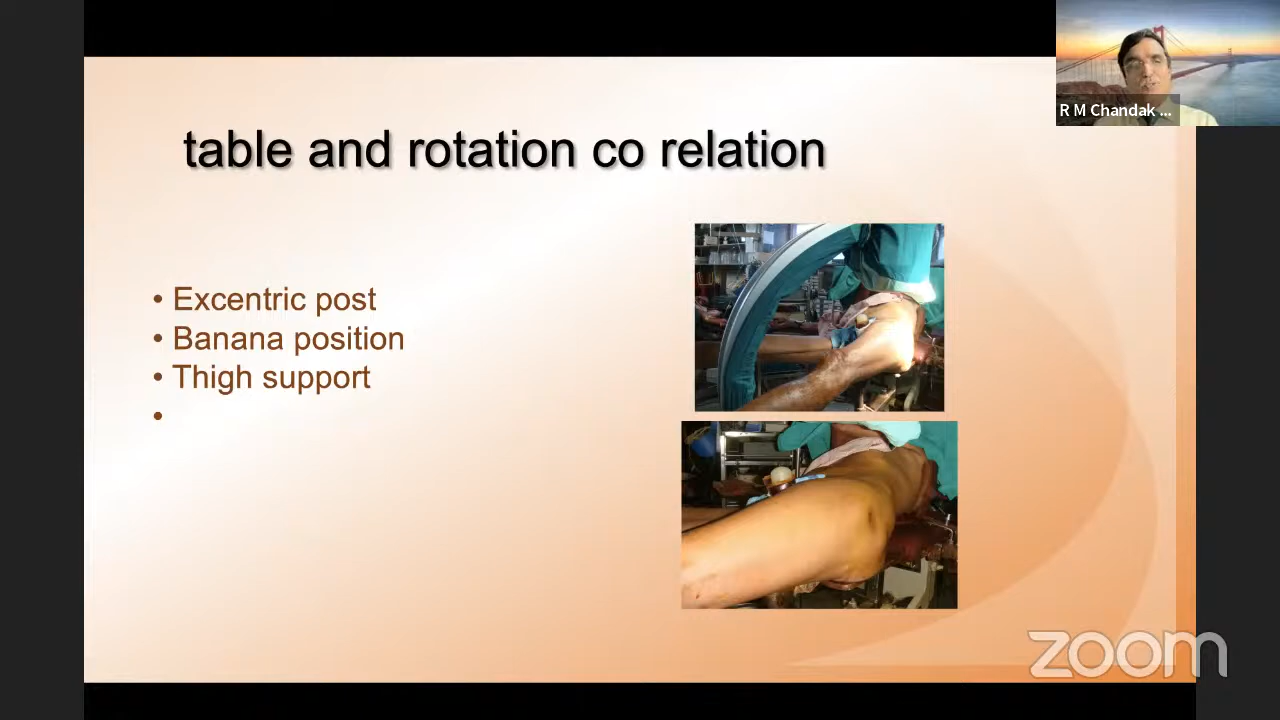 R M Chandak ...
table and rotation co relation
• Excentric post
• Banana position
• Thigh support
•
zoom